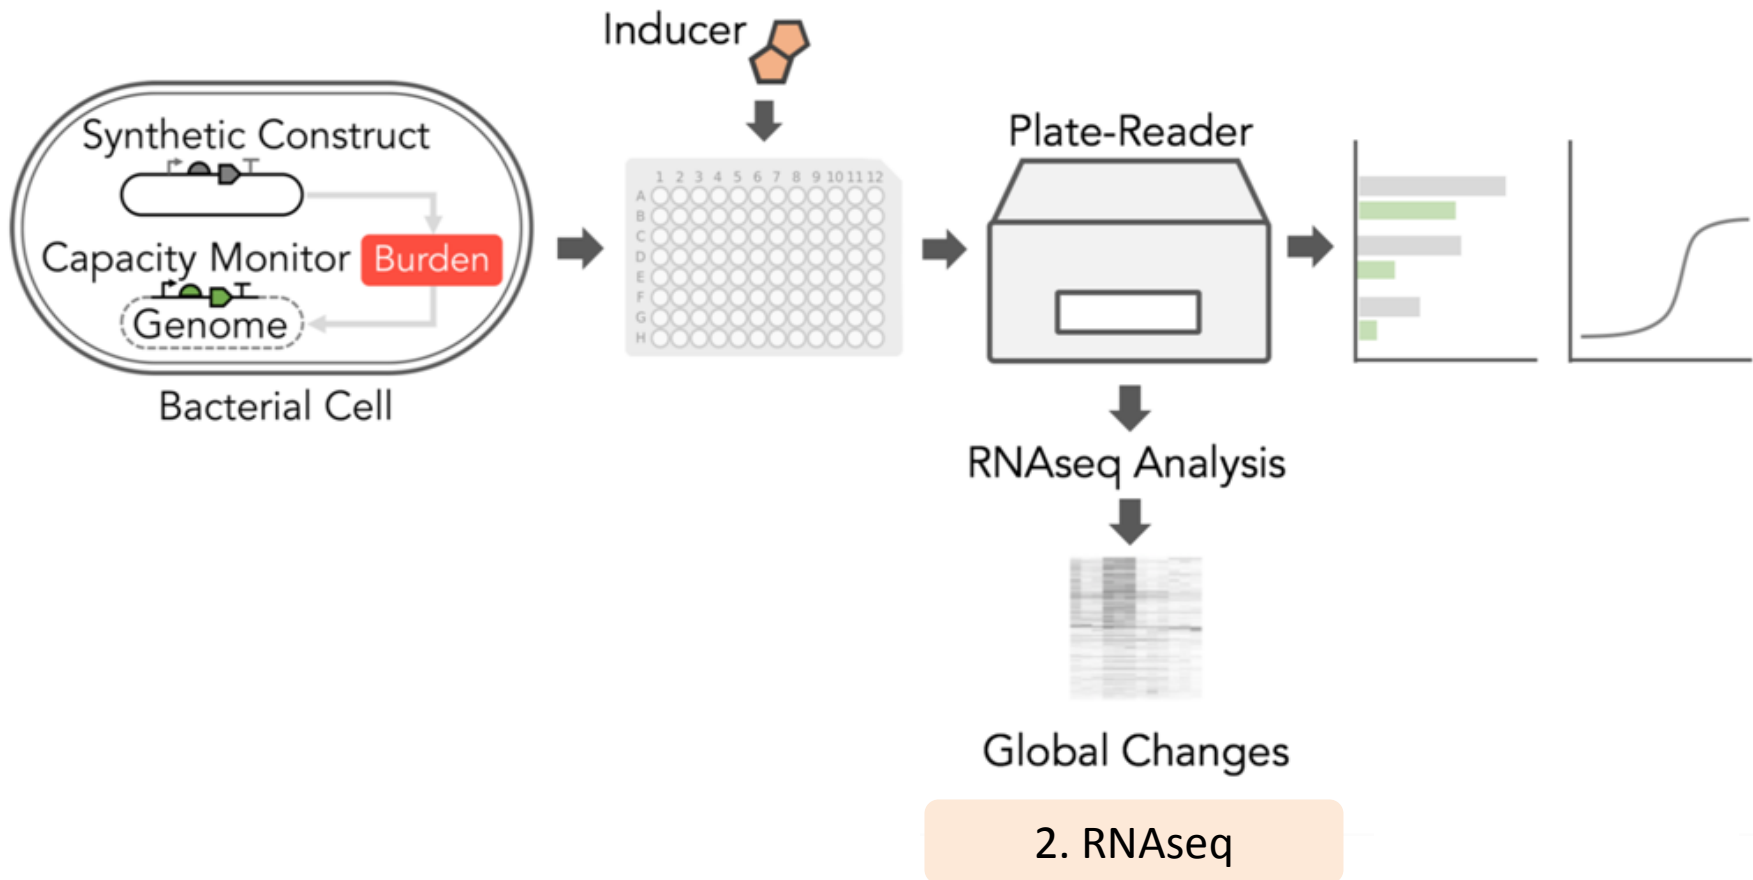 Inducer
Synthetic Construct
Capacity Monitor
Burden
Genome
Bacterial Cell
1 2 3 4 5 6 7 8 9 10 11 12
A
B
C
D
E
F
G
H
Plate-Reader
RNAseq Analysis
Global Changes
2. RNAseq